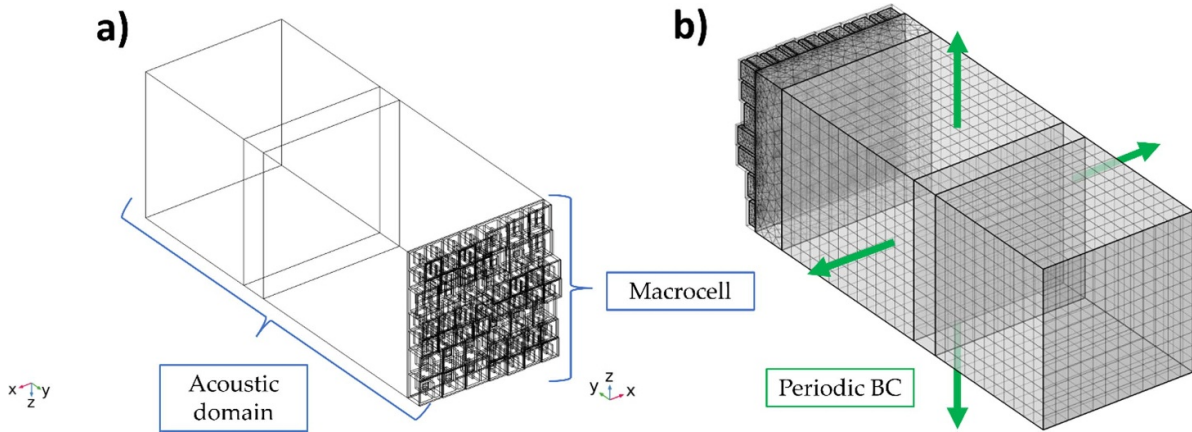 a)
b)
Macrocell
Acoustic
domain
Periodic BC
x y
z
z
y x